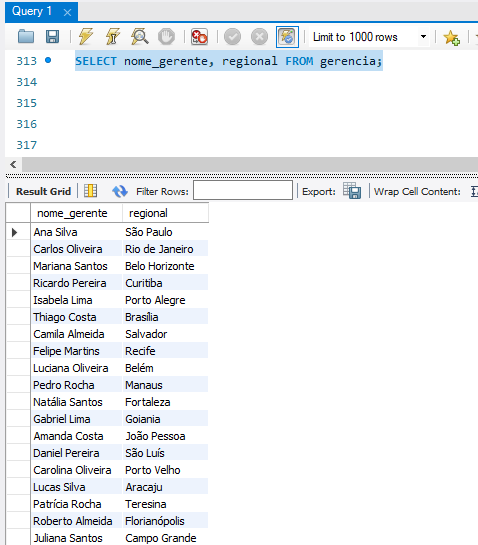 Query 1
Limit to 1000 rows
313 SELECT nome_gerente, regional FROM gerencia;
314
315
316
317
Result Grid Filter Rows: Export: Wrap Cell Content:
nome_gerente regional
Ana Silva São Paulo
Carlos Oliveira Rio de Janeiro
Mariana Santos Belo Horizonte
Ricardo Pereira Curitiba
Isabela Lima Porto Alegre
Thiago Costa Brasília
Camila Almeida Salvador
Felipe Martins Recife
Luciana Oliveira Belém
Pedro Rocha Manaus
Natália Santos Fortaleza
Gabriel Lima Goiania
Amanda Costa João Pessoa
Daniel Pereira São Luís
Carolina Oliveira Porto Velho
Lucas Silva Aracaju
Patrícia Rocha Teresina
Roberto Almeida Florianópolis
Juliana Santos Campo Grande